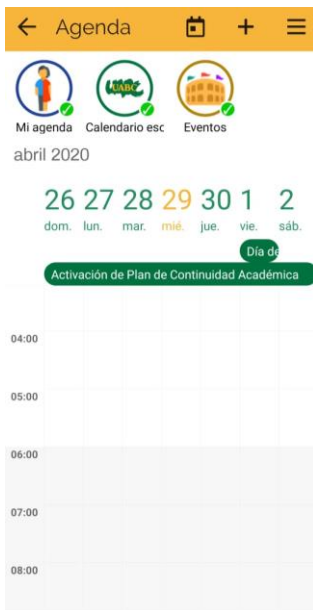 Agenda
UABC
Mi agenda Calendario esc Eventos
abril 2020
26 27 28 29 30 1 2
dom. lun. mar. mié. jue. vie. sáb.
Día de
Activación de Plan de Continuidad Académica
04:00
05:00
06:00
07:00
08:00